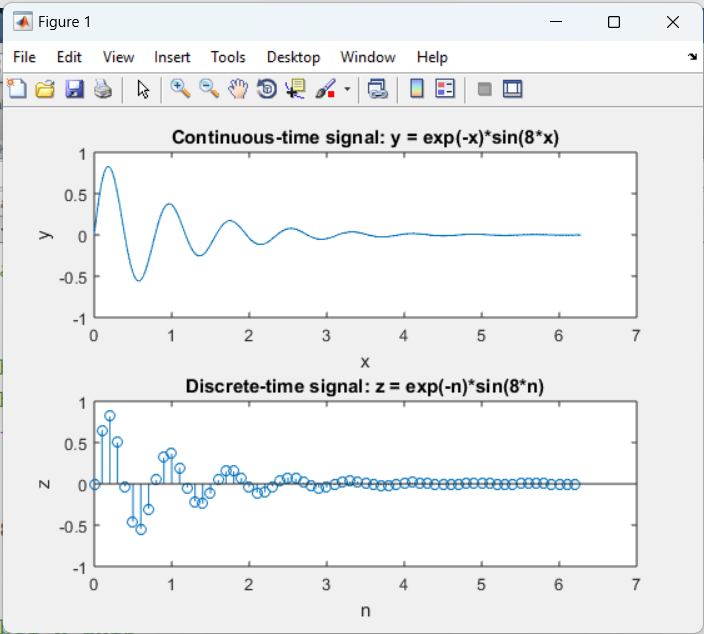 Figure 1
File Edit View Insert Tools Desktop Window Help
Continuous-time signal: y = exp(-x)*sin(8*x)
1
0.5
0
-0.5
-1
y
0 1 2 3 4 5 6 7
x
Discrete-time signal: z = exp(-n)*sin(8*n)
1
0.5
0
-0.5
-1
z
0 1 2 3 4 5 6 7
n